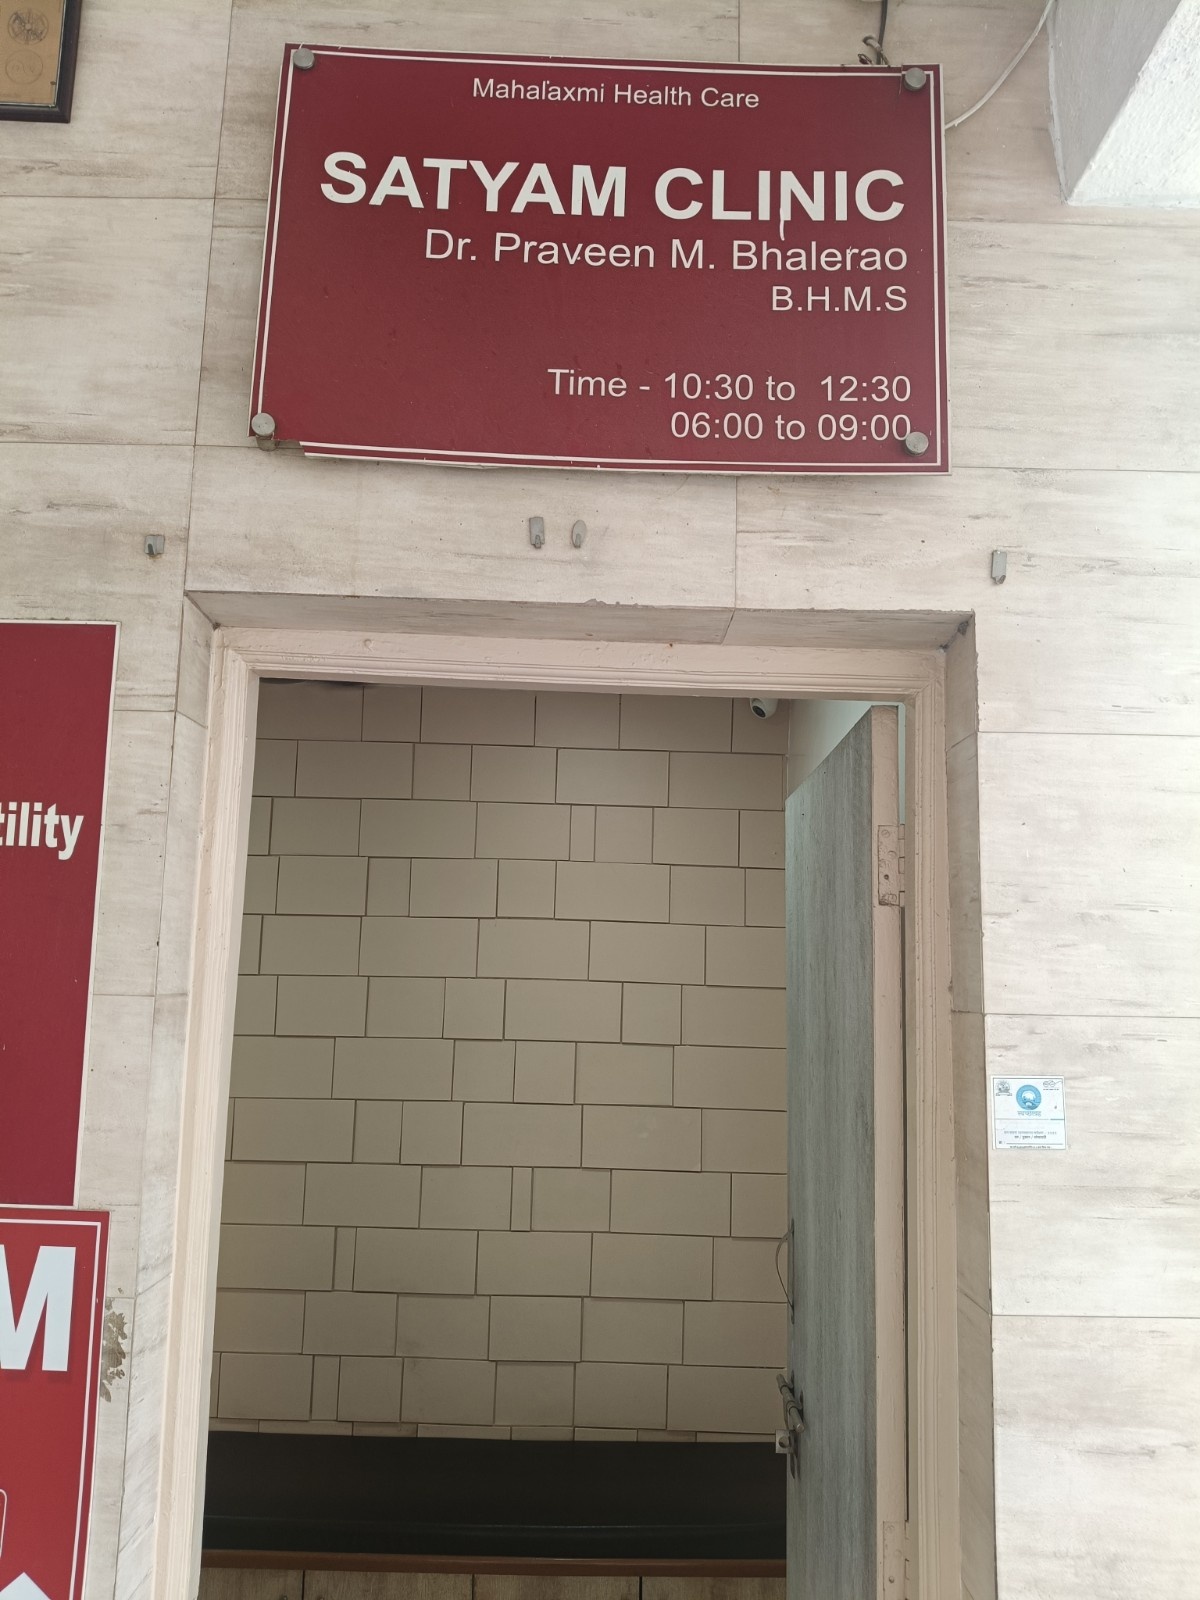 Mahalaxmi Health Care
SATYAM CLINIC
Dr. Praveen M. Bhalerao
B.H.M.S
Time - 10:30 to 12:30
06:00 to 09:00
tility
M